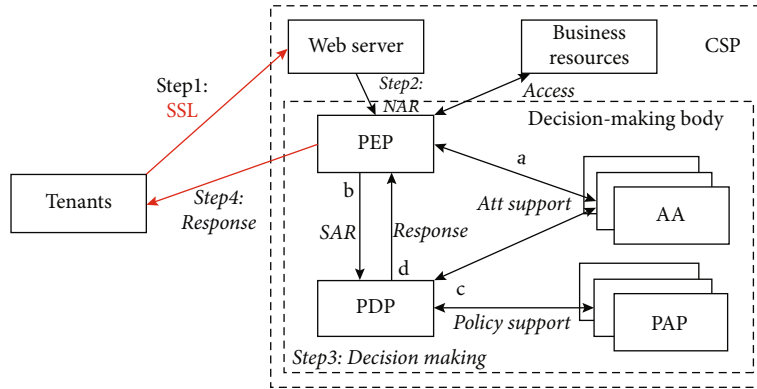 Web server
Business
resources
CSP
Step1:
SSL
Step2:
NAR
Access
Decision-making body
PEP
a
Tenants
Step4:
Response
b
Att support
AA
SAR
Response
d
c
PDP
Policy support
PAP
Step3: Decision making